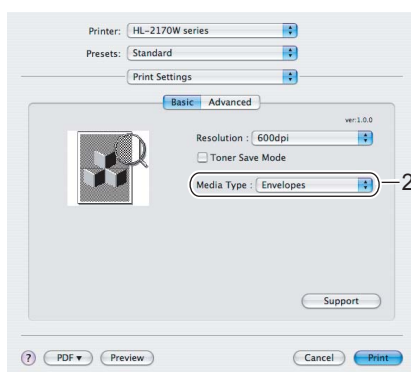 Printer: HL-2170W series
Presets: Standard
Print Settings
Basic Advanced
ver:1.0.0
Resolution : 600dpi
Toner Save Mode
Media Type : Envelopes 2
Support
? PDF▼ Preview Cancel Print